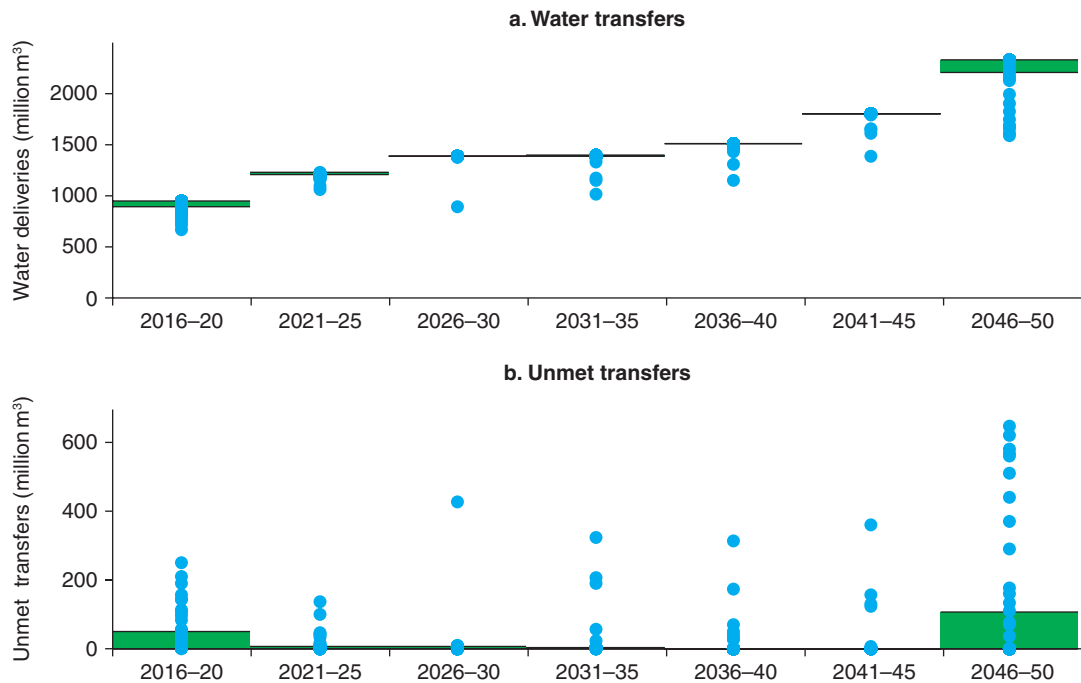 a. Water transfers
Water deliveries (million m³)
2000
1500
1000
500
0
2016–20 2021–25 2026–30 2031–35 2036–40 2041–45 2046–50
b. Unmet transfers
Unmet transfers (million m³)
600
400
200
0
2016–20 2021–25 2026–30 2031–35 2036–40 2041–45 2046–50